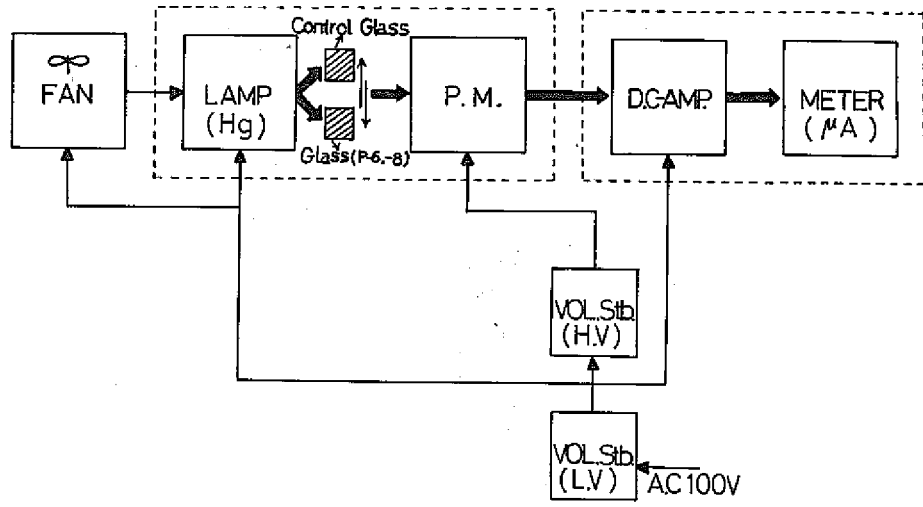 Control Glass
FAN
LAMP
(Hg)
Glass(P-6.-8)
P. M.
D.C-AMP.
METER
(μA)
VOL.Stb.
(H.V)
VOL.Stb.
(L.V)
A.C 100V